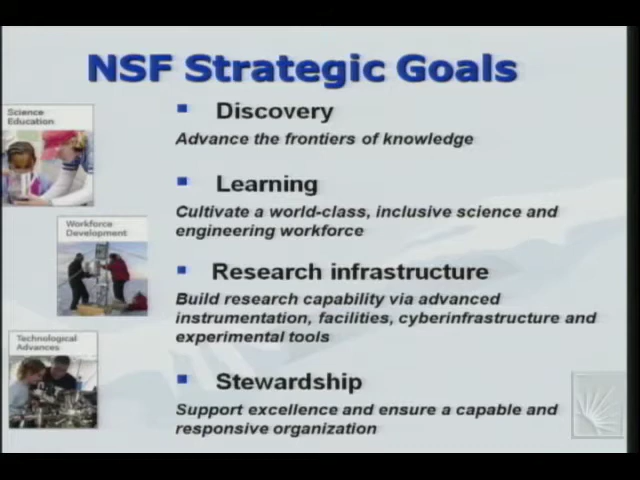 NSF Strategic Goals
Discovery
Advance the frontiers of knowledge
Learning
Cultivate a world-class, inclusive science and
engineering workforce
Research infrastructure
Build research capability via advanced
instrumentation, facilities, cyberinfrastructure and
experimental tools
Stewardship
Support excellence and ensure a capable and
responsive organization
Science
Education
Workforce
Development
Technological
Advances